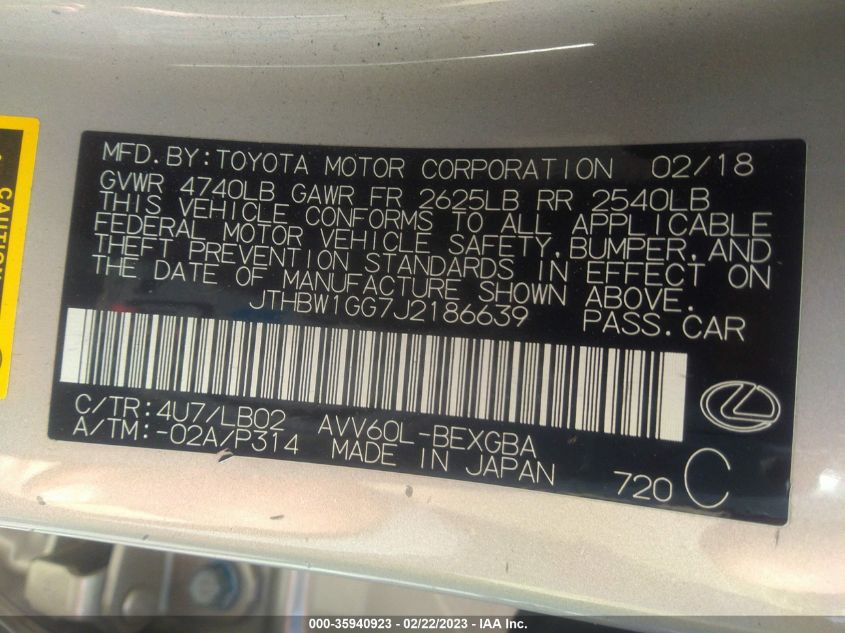 MFD.BY:TOYOTA MOTOR CORPORATION 02/18
GVWR 4740LB GAWR FR 2625LB RR 2540LB
THIS VEHICLE CONFORMS TO ALL APPLICABLE
FEDERAL MOTOR VEHICLE SAFETY,BUMPER,AND
THEFT PREVENTION STANDARDS IN EFFECT ON
THE DATE OF MANUFACTURE SHOWN ABOVE.
JTHBW1GG7J2186639 PASS.CAR
C/TR:4U7/LB02 AVV60L-BEXGBA
A/TM:-02A/P314 MADE IN JAPAN 720 C
CAUTION
000-35940923 - 02/22/2023 - IAA Inc.